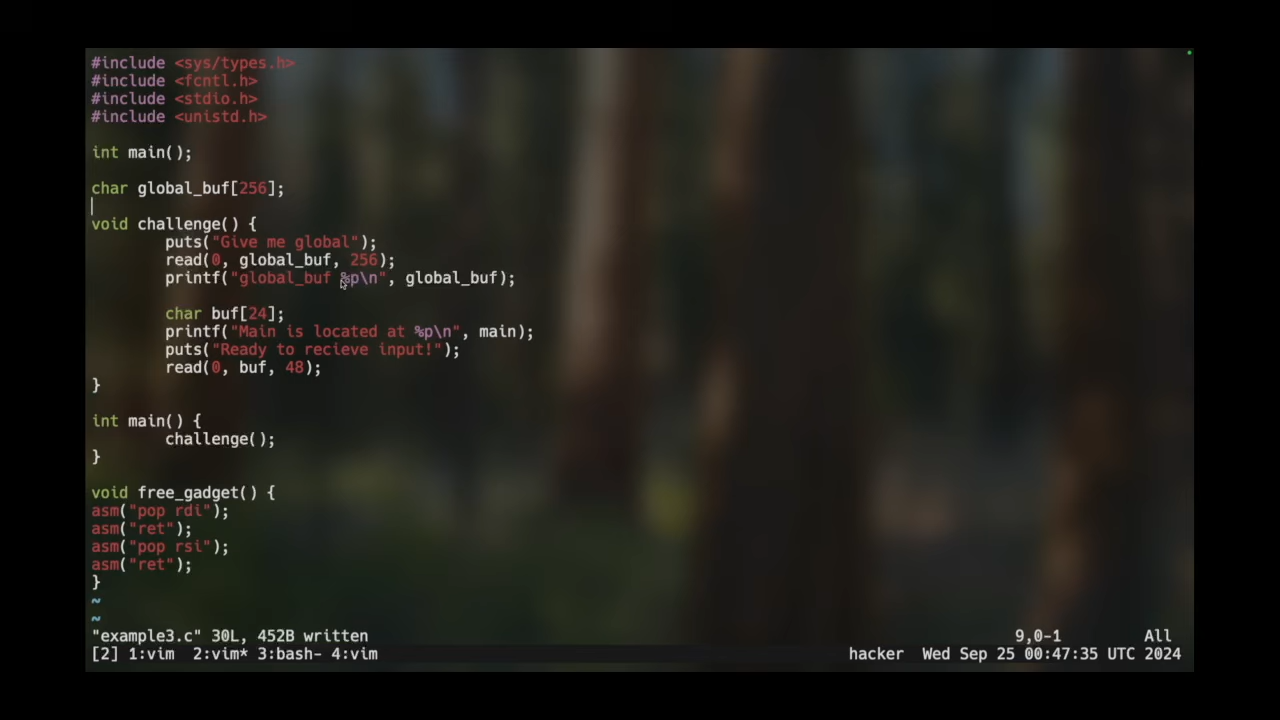 #include <sys/types.h>
#include <fcntl.h>
#include <stdio.h>
#include <unistd.h>
int main();
char global_buf[256];
void challenge() {
puts("Give me global");
read(0, global_buf, 256);
printf("global_buf %p\n", global_buf);
char buf[24];
printf("Main is located at %p\n", main);
puts("Ready to recieve input!");
read(0, buf, 48);
}
int main() {
challenge();
}
void free_gadget() {
asm("pop rdi");
asm("ret");
asm("pop rsi");
asm("ret");
}
~
~
"example3.c" 30L, 452B written 9,0-1 All
[2] 1:vim 2:vim* 3:bash- 4:vim hacker Wed Sep 25 00:47:35 UTC 2024